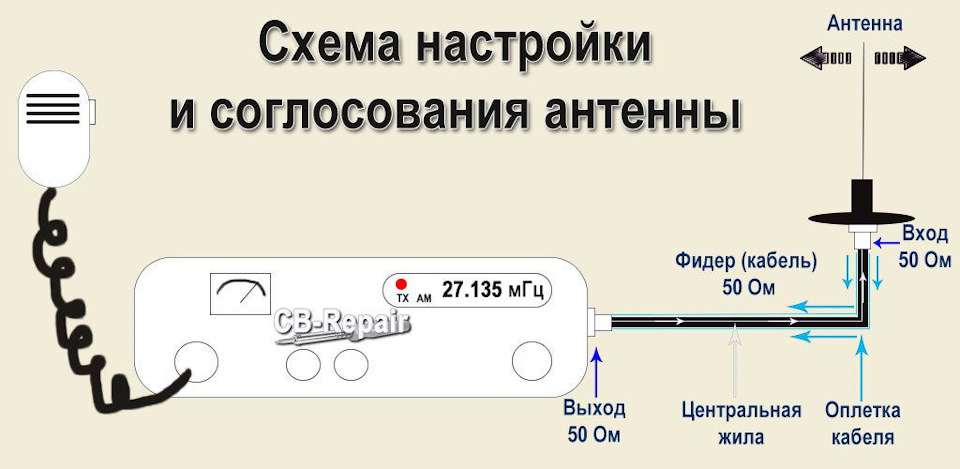 Схема настройки
и соглосования антенны
Антенна
Вход
50 Ом
Фидер (кабель)
50 Ом
TX AM 27.135 мГц
CB-Repair
Выход
50 Ом
Центральная
жила
Оплетка
кабеля